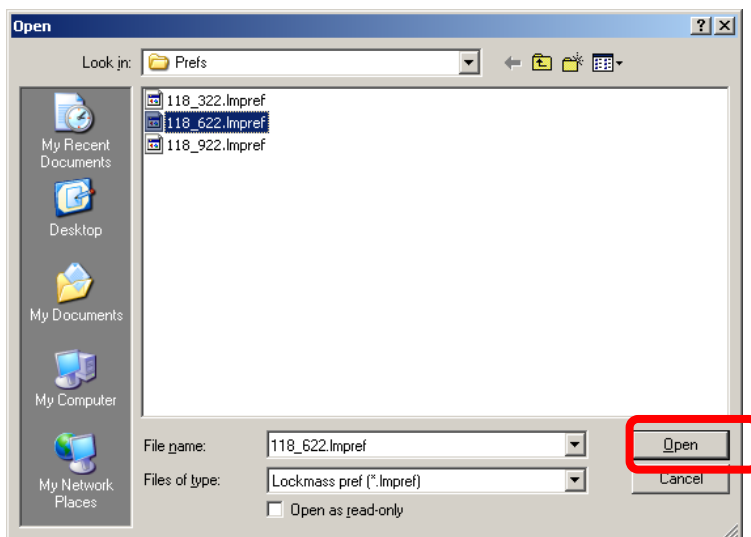 Open
Look in:
Prefs
118_322.lmpref
118_622.lmpref
118_922.lmpref
My Recent
Documents
Desktop
My Documents
My Computer
My Network
Places
File name:
118_622.lmpref
Open
Files of type:
Lockmass pref (*.lmpref)
Cancel
Open as read-only